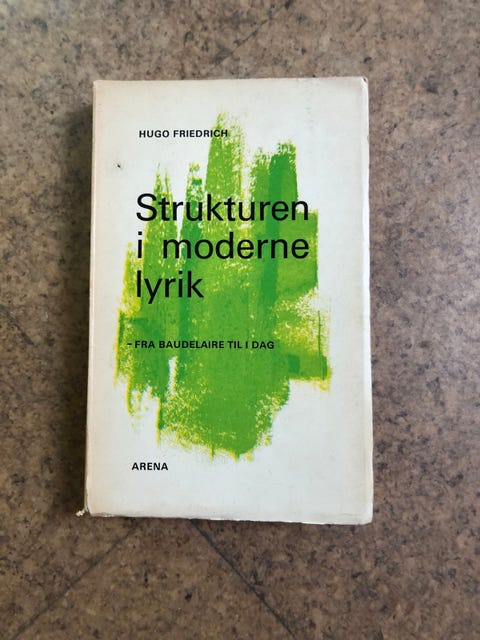 HUGO FRIEDRICH
Strukturen
i moderne
lyrik
- FRA BAUDELAIRE TIL I DAG
ARENA